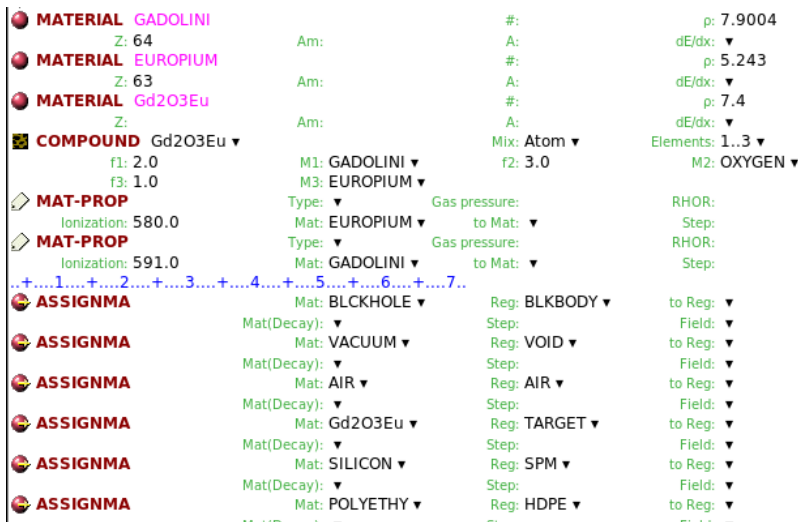 MATERIAL GADOLINI #: ρ: 7.9004
Z: 64 Am: A: dE/dx: ▼
MATERIAL EUROPIUM #: ρ: 5.243
Z: 63 Am: A: dE/dx: ▼
MATERIAL Gd2O3Eu #: ρ: 7.4
Z: Am: A: dE/dx: ▼
COMPOUND Gd2O3Eu ▼ Mix: Atom ▼ Elements: 1..3 ▼
f1: 2.0 M1: GADOLINI ▼ f2: 3.0 M2: OXYGEN ▼
f3: 1.0 M3: EUROPIUM ▼
MAT-PROP Type: ▼ Gas pressure: RHOR:
Ionization: 580.0 Mat: EUROPIUM ▼ to Mat: ▼ Step:
MAT-PROP Type: ▼ Gas pressure: RHOR:
Ionization: 591.0 Mat: GADOLINI ▼ to Mat: ▼ Step:
..+....1....+....2....+....3....+....4....+....5....+....6....+....7..
ASSIGNMA Mat: BLCKHOLE ▼ Reg: BLKBODY ▼ to Reg: ▼
Mat(Decay): ▼ Step: Field: ▼
ASSIGNMA Mat: VACUUM ▼ Reg: VOID ▼ to Reg: ▼
Mat(Decay): ▼ Step: Field: ▼
ASSIGNMA Mat: AIR ▼ Reg: AIR ▼ to Reg: ▼
Mat(Decay): ▼ Step: Field: ▼
ASSIGNMA Mat: Gd2O3Eu ▼ Reg: TARGET ▼ to Reg: ▼
Mat(Decay): ▼ Step: Field: ▼
ASSIGNMA Mat: SILICON ▼ Reg: SPM ▼ to Reg: ▼
Mat(Decay): ▼ Step: Field: ▼
ASSIGNMA Mat: POLYETHY ▼ Reg: HDPE ▼ to Reg: ▼